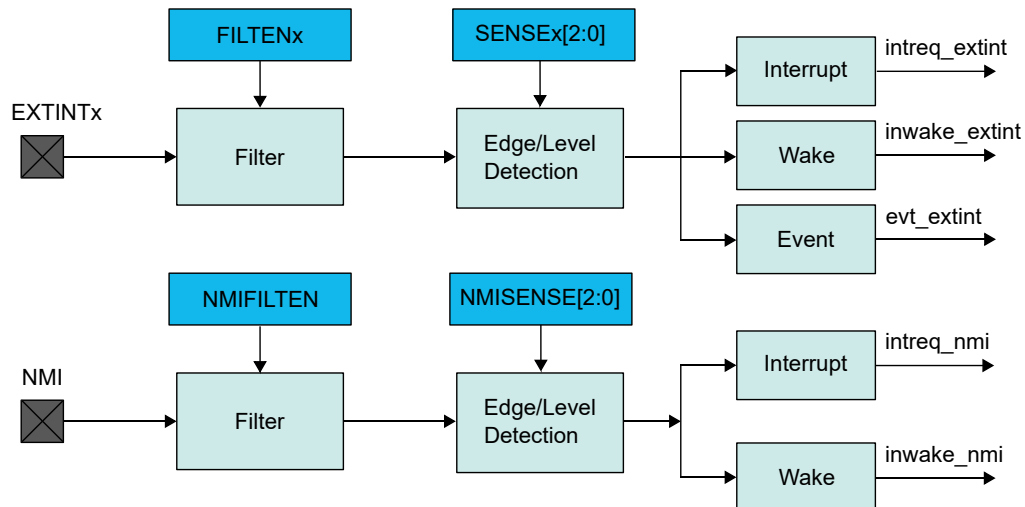 FILTENx
SENSEx[2:0]
EXTINTx
Filter
Edge/Level
Detection
Interrupt
intreq_extint
Wake
inwake_extint
Event
evt_extint
NMIFILTEN
NMISENSE[2:0]
NMI
Filter
Edge/Level
Detection
Interrupt
intreq_nmi
Wake
inwake_nmi